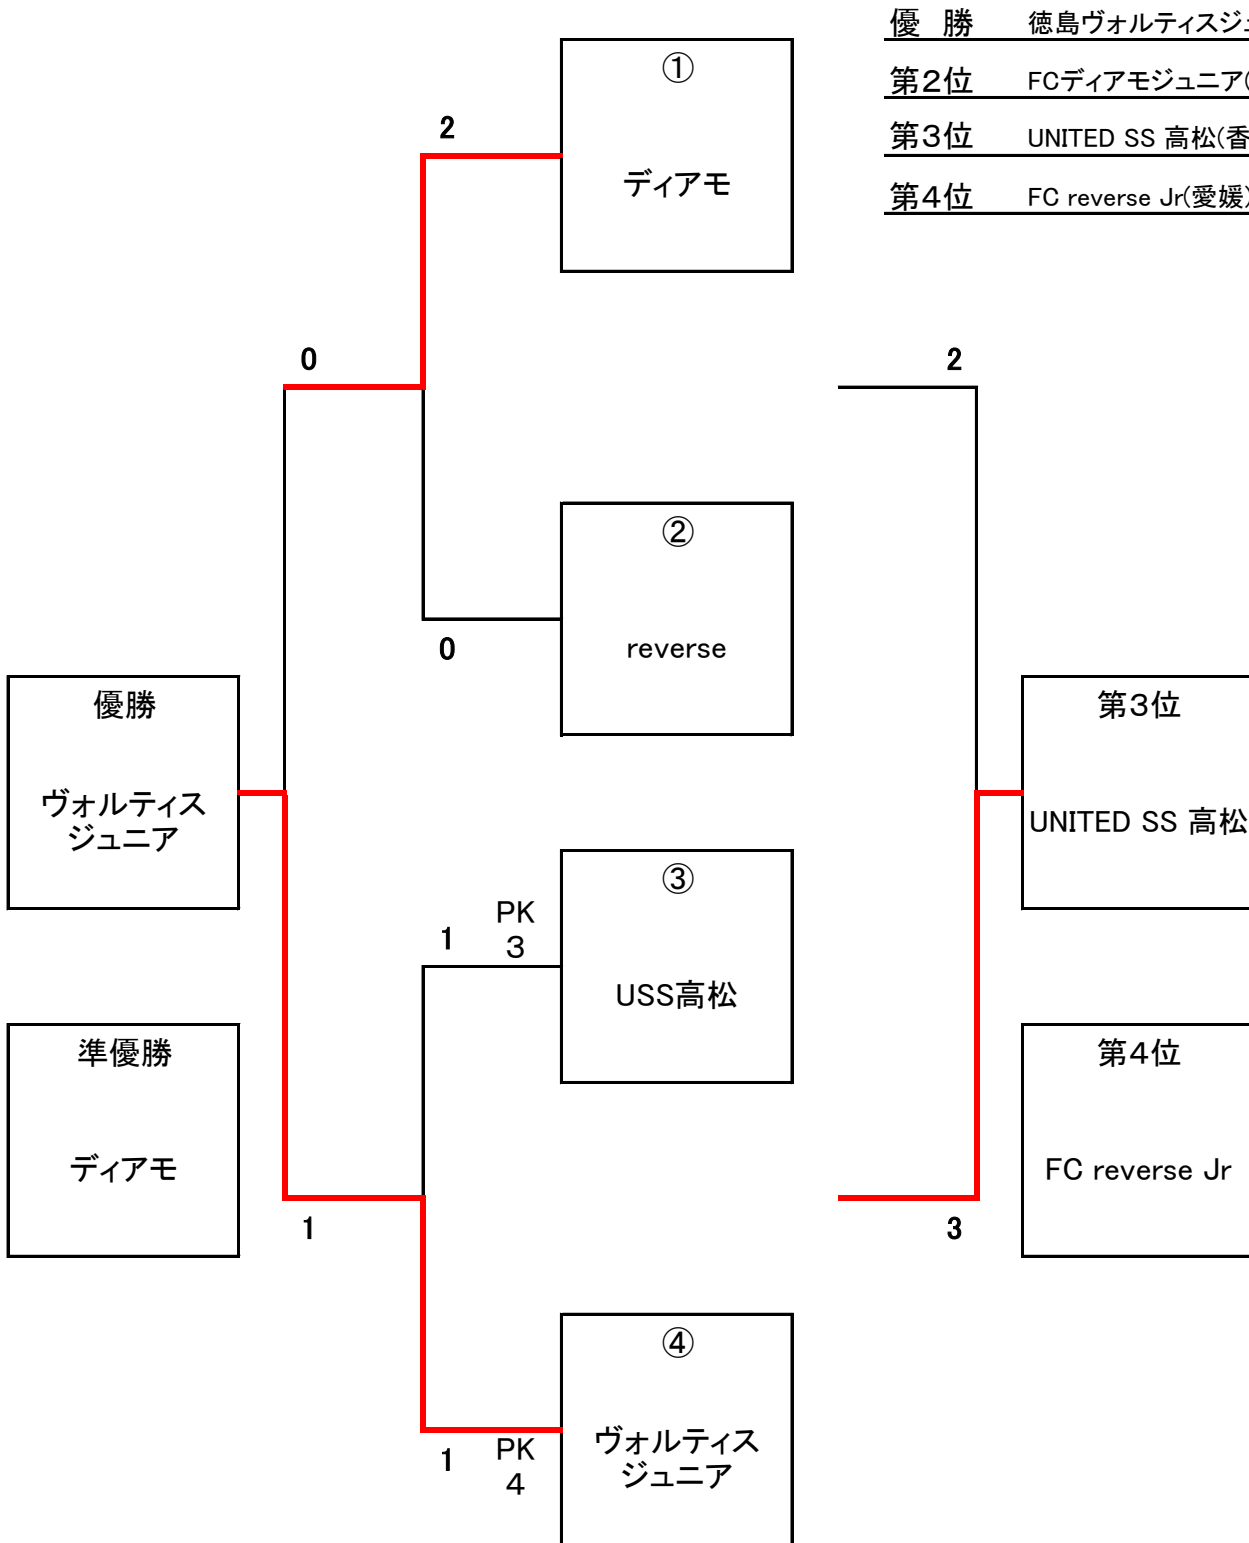 優 勝 徳島ヴォルティスジュ
第2位 FCディアモジュニア(
第3位 UNITED SS 高松(香
第4位 FC reverse Jr(愛媛)
①
2
ディアモ
0
2
②
0
reverse
優勝
ヴォルティス
ジュニア
第3位
UNITED SS 高松
③
1
PK
3
USS高松
準優勝
ディアモ
第4位
FC reverse Jr
1
3
④
1
PK
4
ヴォルティス
ジュニア